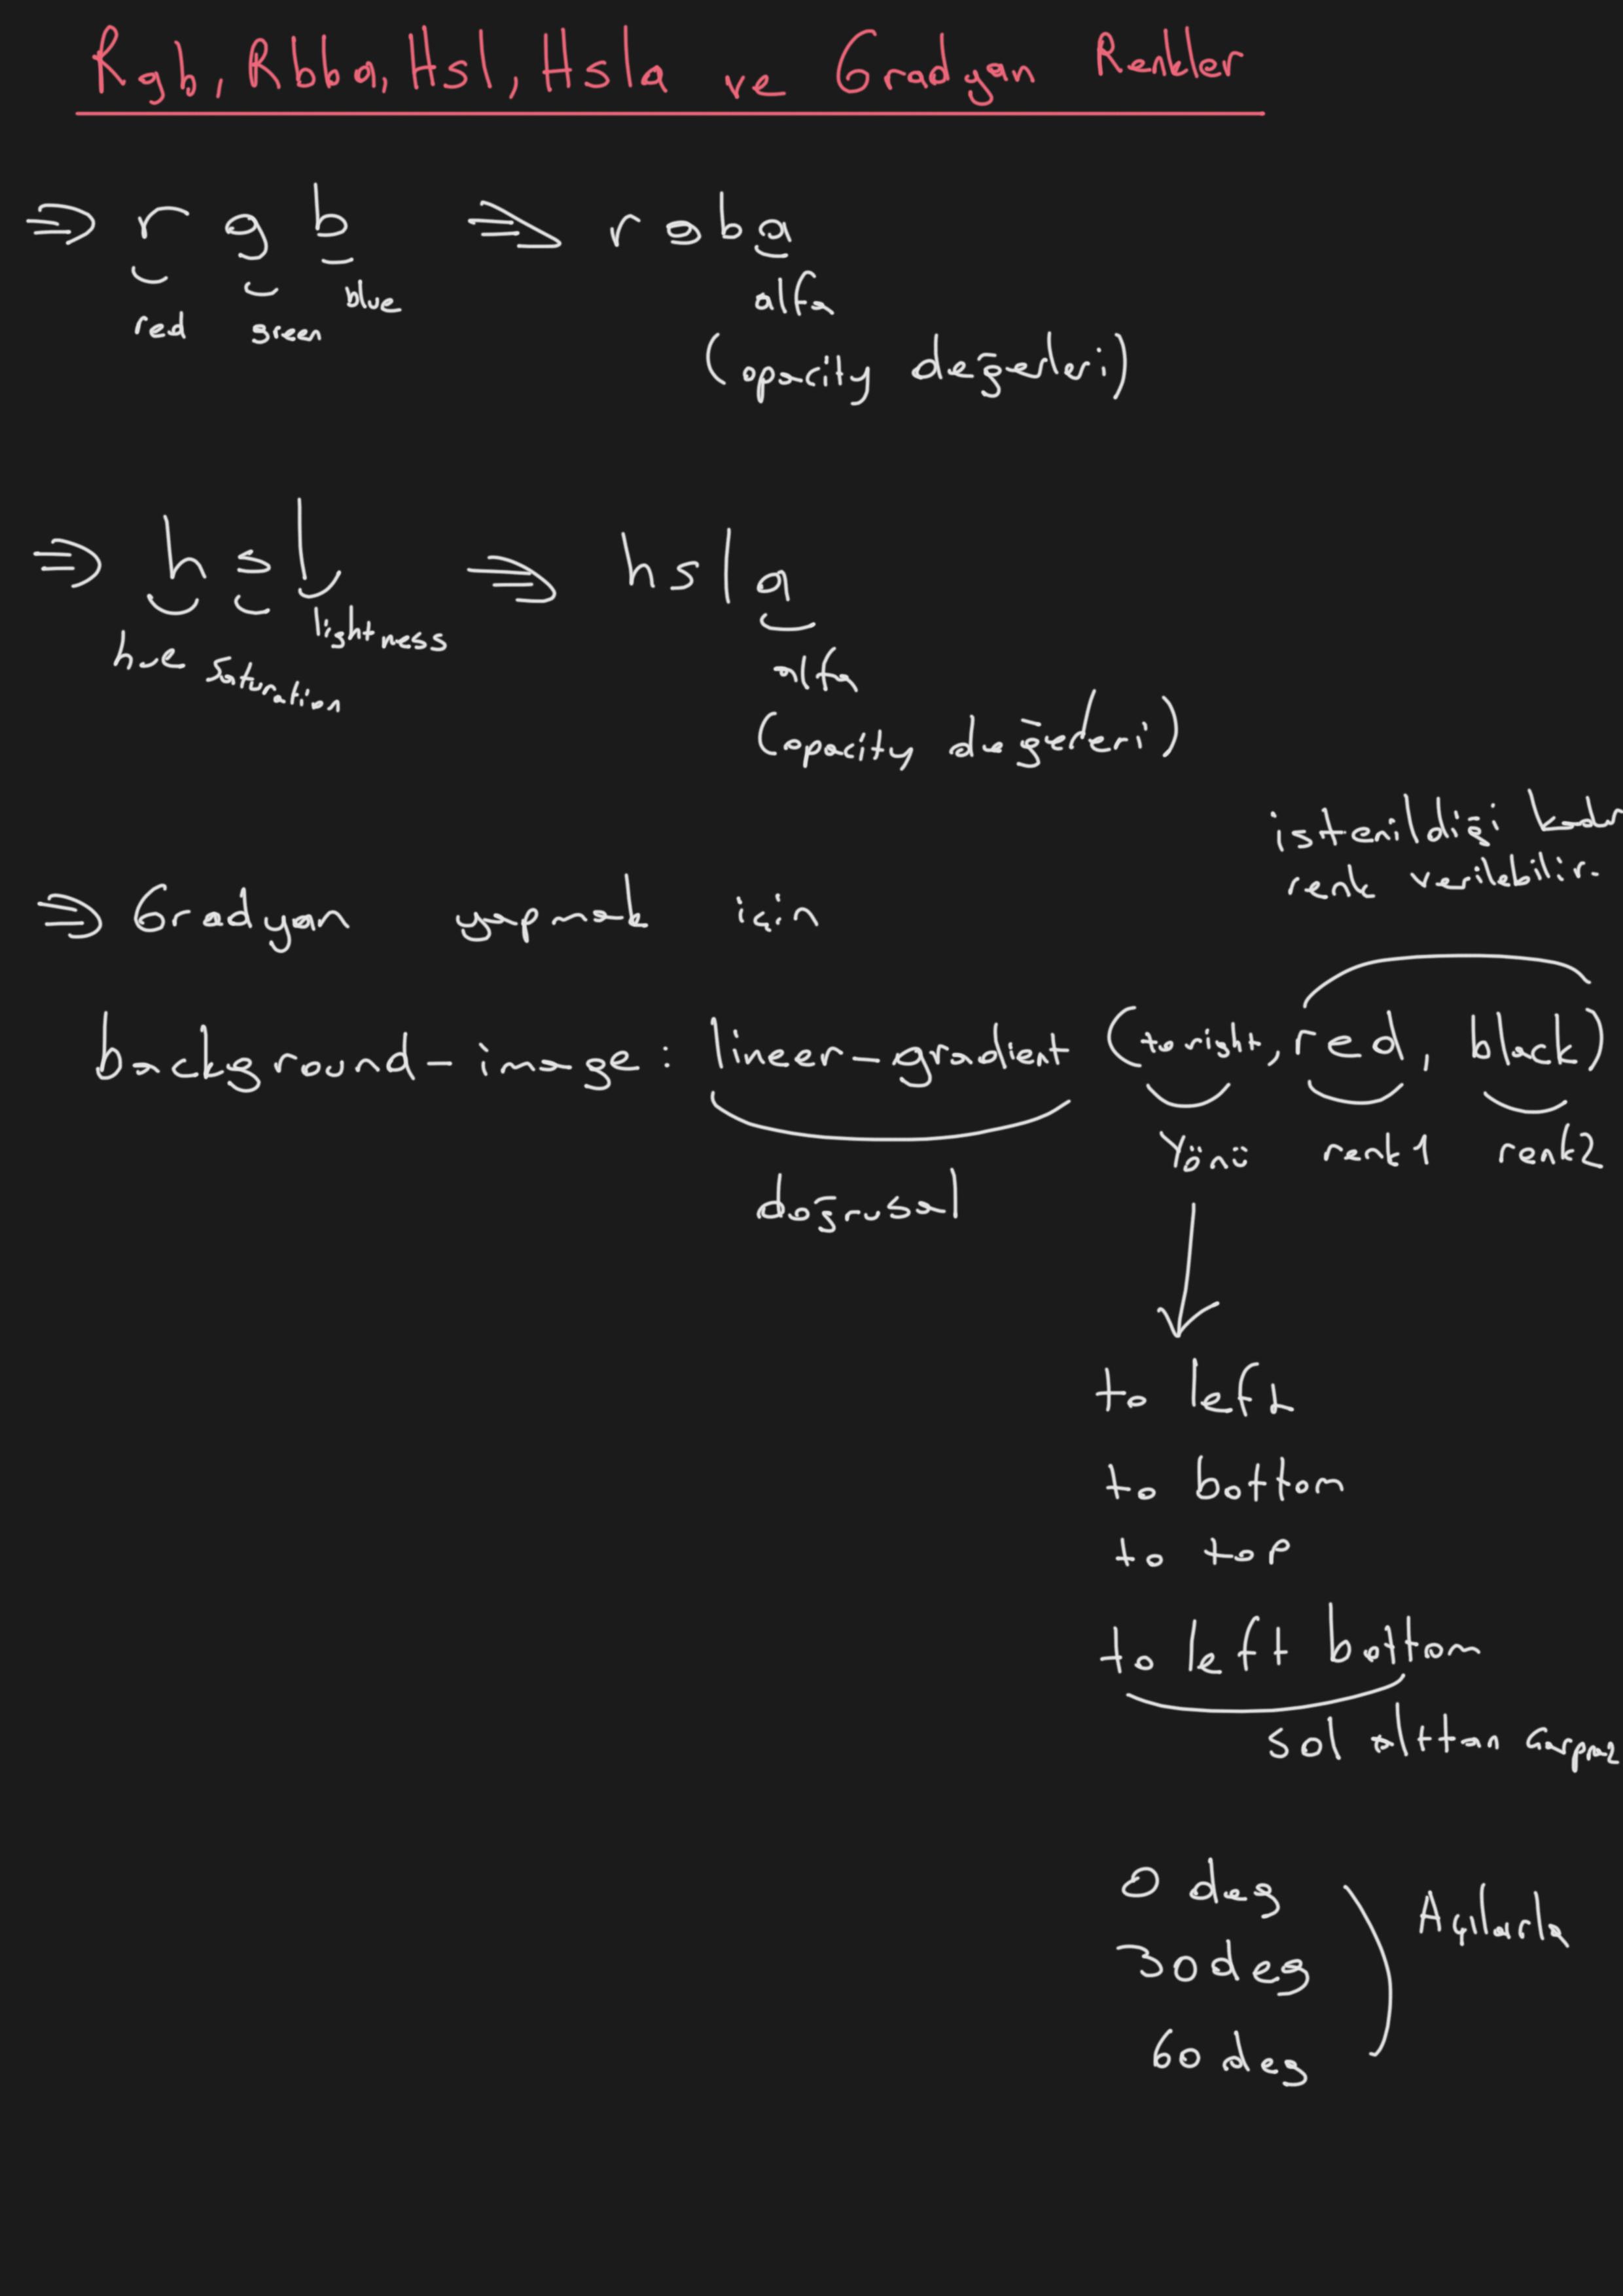 Rgb, Rbba, Hsl, Hsla ve Gradyan Renkler
⇒ r g b ⇒ rgba
red green blue
alfa
(opacity değerleri)
⇒ h s l ⇒ hsla
hue saturation lightness
alfa
(opacity değerleri)
⇒ Gradyan yapmak için
istenildiği kadar
renk verilebilir.
background-image: lineer-gradient (to right, red, black)
doğrusal
Yönü renk1 renk2
to left
to bottom
to top
to left bottom
sol alttan çarpraz
0 deg
30 deg
60 deg
Açılarla